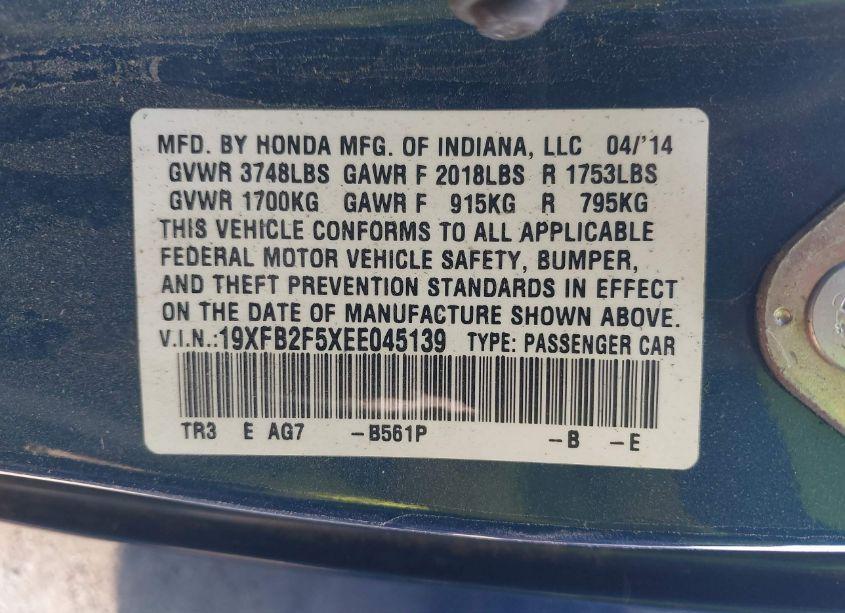 MFD. BY HONDA MFG. OF INDIANA, LLC 04/'14
GVWR 3748LBS GAWR F 2018LBS R 1753LBS
GVWR 1700KG GAWR F 915KG R 795KG
THIS VEHICLE CONFORMS TO ALL APPLICABLE
FEDERAL MOTOR VEHICLE SAFETY, BUMPER,
AND THEFT PREVENTION STANDARDS IN EFFECT
ON THE DATE OF MANUFACTURE SHOWN ABOVE.
V.I.N.:19XFB2F5XEE045139 TYPE: PASSENGER CAR
TR3 E AG7 -B561P -B -E